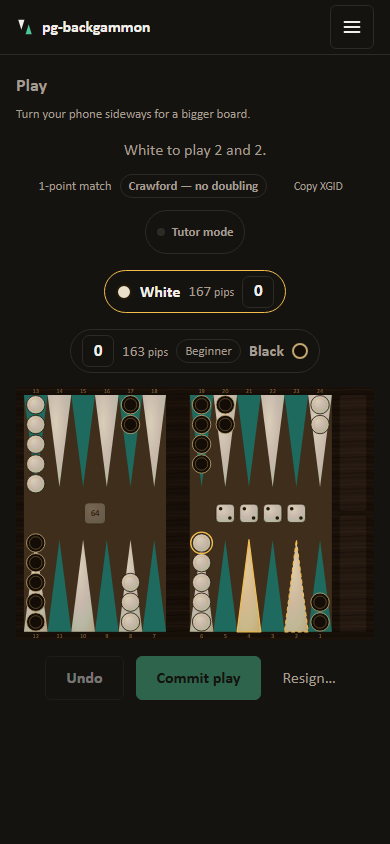 pg-backgammon
Play
Turn your phone sideways for a bigger board.
White to play 2 and 2.
1-point match Crawford — no doubling Copy XGID
Tutor mode
White 167 pips 0
0 163 pips Beginner Black
13 14 15 16 17 18 19 20 21 22 23 24
64
12 11 10 9 8 7 6 5 4 3 2 1
Undo Commit play Resign...